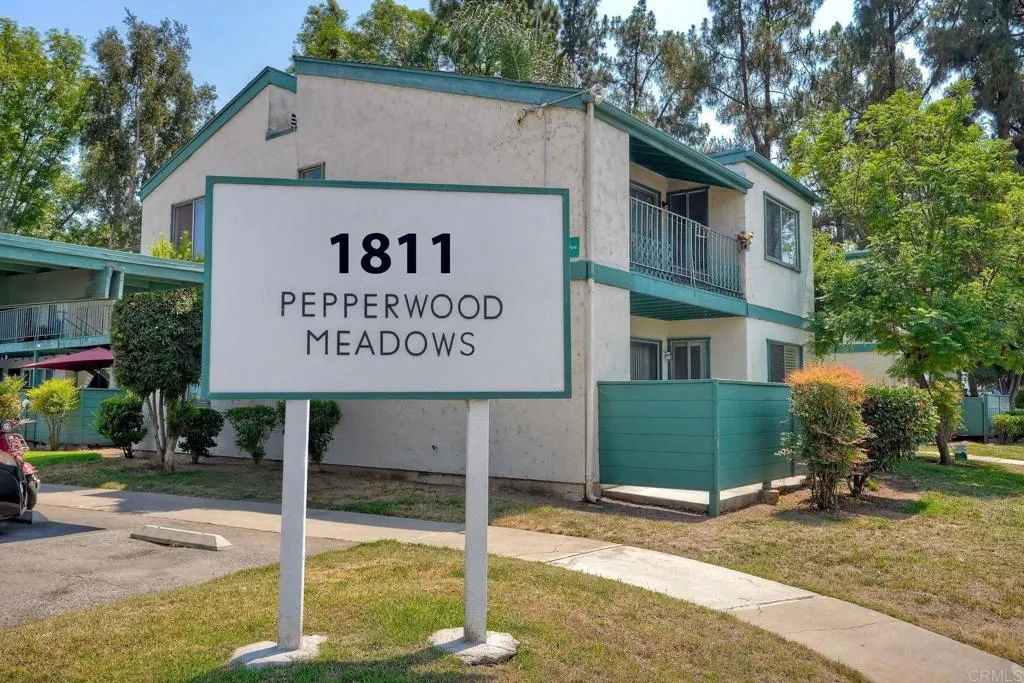 1811
PEPPERWOOD
MEADOWS
CRMLS